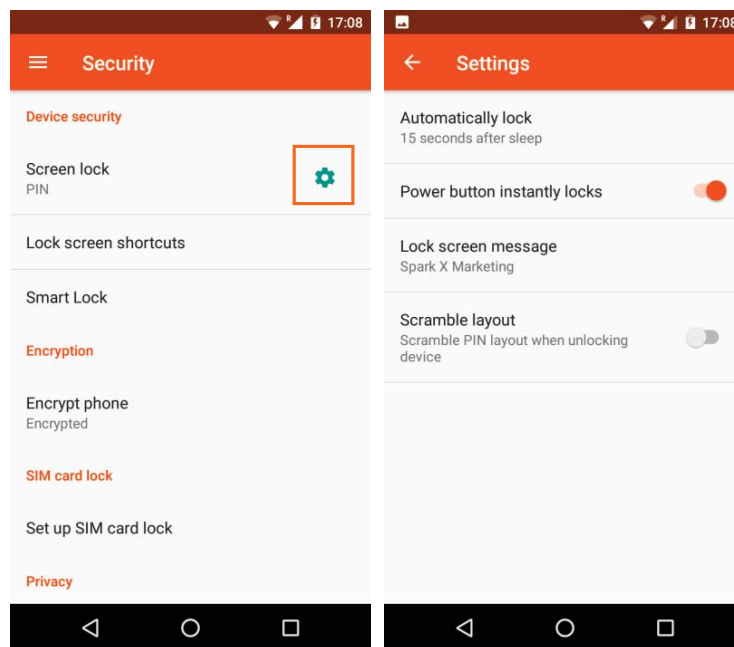 R 17:08
Security
Device security
Screen lock
PIN
Lock screen shortcuts
Smart Lock
Encryption
Encrypt phone
Encrypted
SIM card lock
Set up SIM card lock
Privacy
R 17:08
Settings
Automatically lock
15 seconds after sleep
Power button instantly locks
Lock screen message
Spark X Marketing
Scramble layout
Scramble PIN layout when unlocking
device